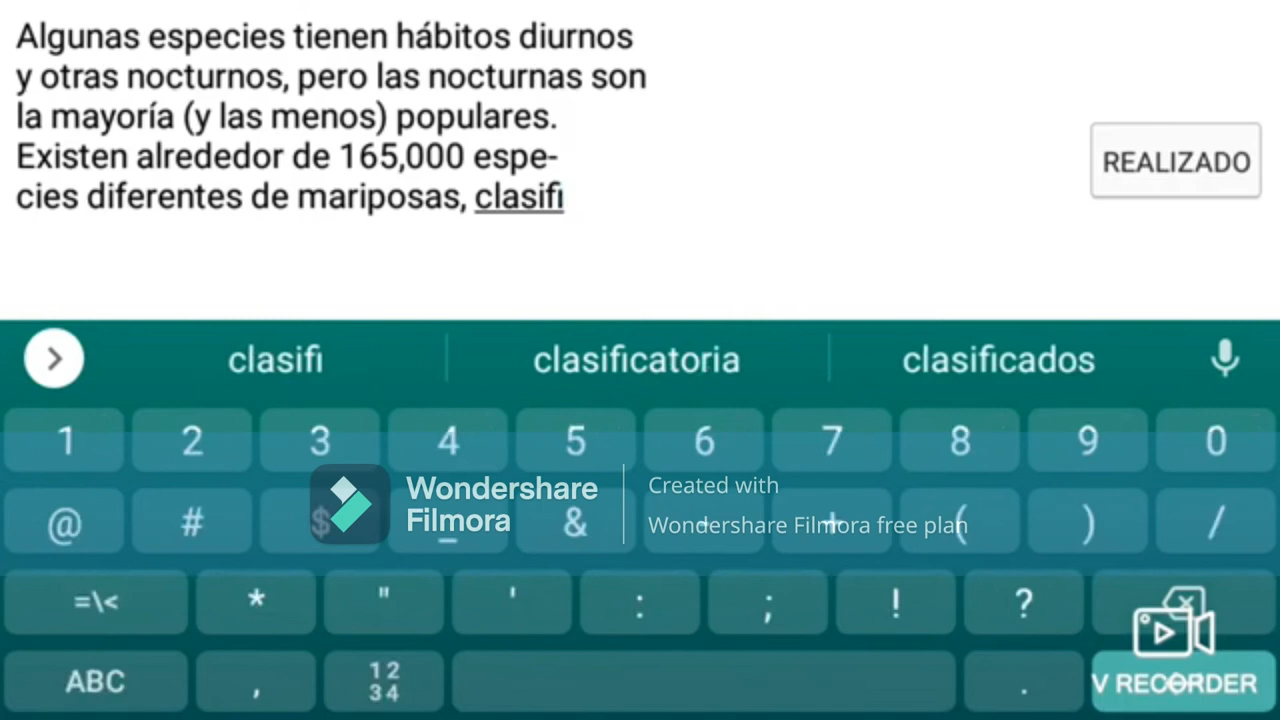 Algunas especies tienen hábitos diurnos
y otras nocturnos, pero las nocturnas son
la mayoría (y las menos) populares.
Existen alrededor de 165,000 espe-
cies diferentes de mariposas, clasifi
REALIZADO
clasifi clasificatoria clasificados
1 2 3 4 5 6 7 8 9 0
@ # $ _ & - + ( ) /
Wondershare
Filmora
Created with
Wondershare Filmora free plan
=\< * " ' : ; ! ?
ABC , 12 .
34
V RECORDER